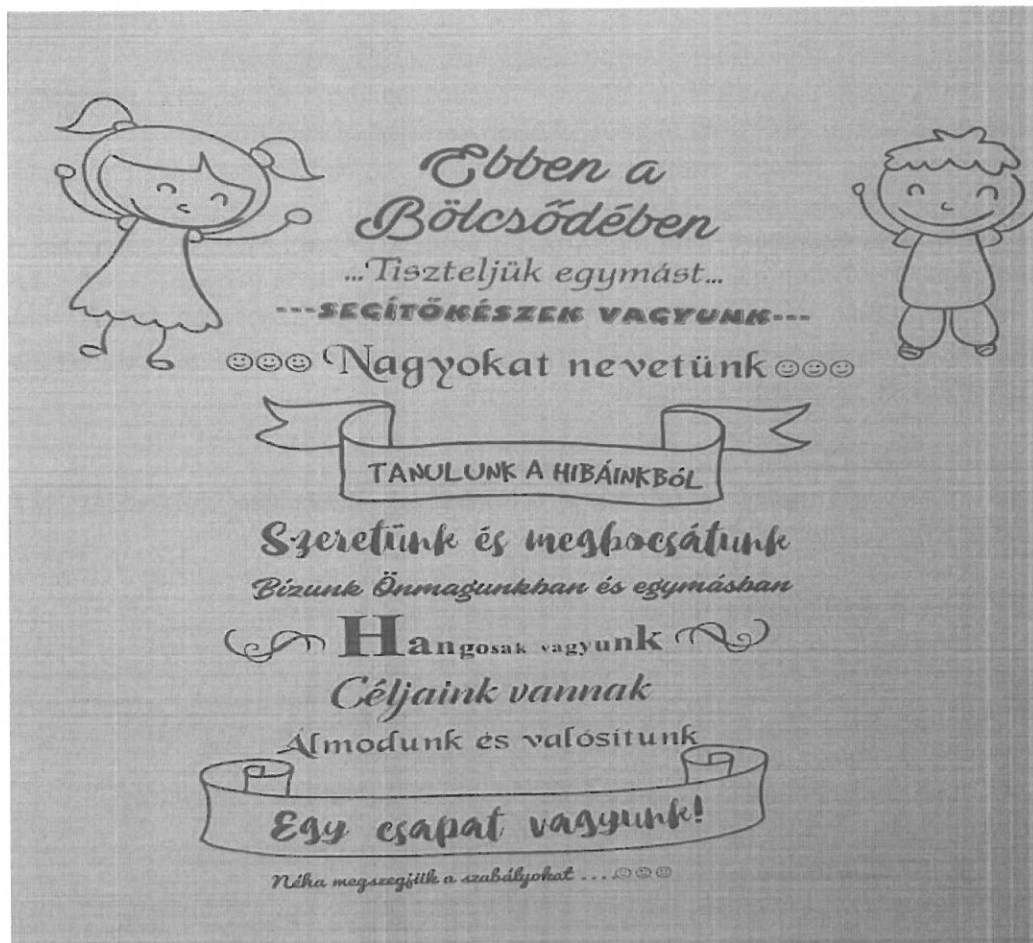 Ebben a
Bölcsődében
...Tiszteljük egymást...
---SEGÍTŐKÉSZEK VAGYUNK---
☺☺☺ Nagyokat nevetünk ☺☺☺
TANULUNK A HIBÁINKBÓL
Szeretünk és megbocsátunk
Bízunk Önmagunkban és egymásban
Hangosak vagyunk
Céljaink vannak
Álmodunk és valósítunk
Egy csapat vagyunk!
Néha megszegjük a szabályokat ....☺☺☺